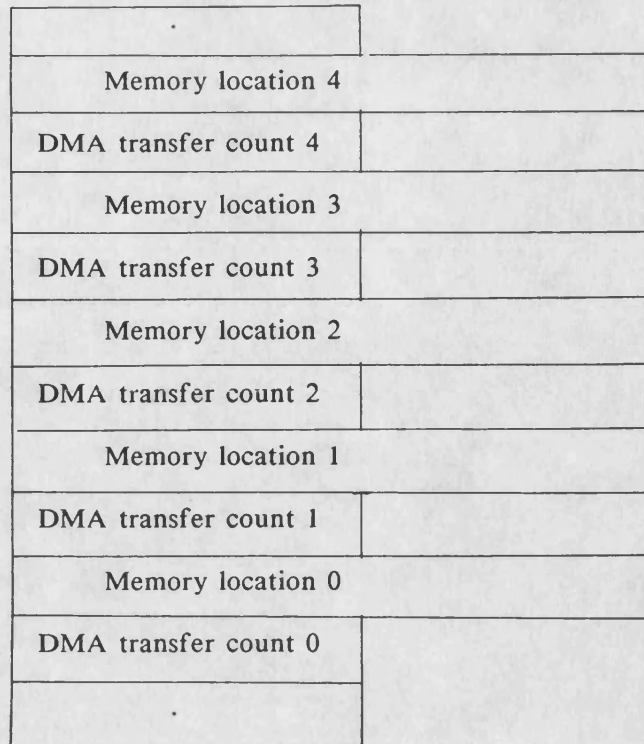 Memory location 4
DMA transfer count 4
Memory location 3
DMA transfer count 3
Memory location 2
DMA transfer count 2
Memory location 1
DMA transfer count 1
Memory location 0
DMA transfer count 0